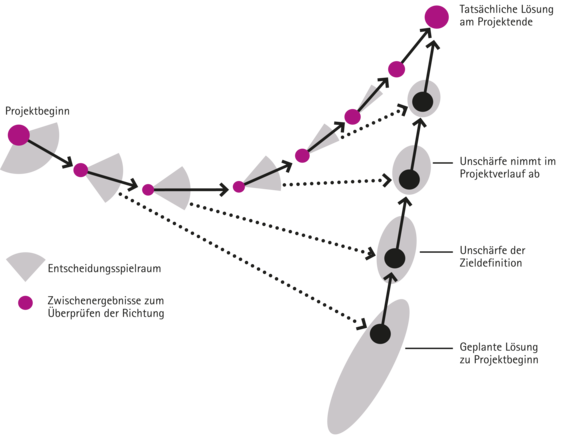 Tatsächliche Lösung
am Projektende
Projektbeginn
Unschärfe nimmt im
Projektverlauf ab
Unschärfe der
Zieldefinition
Entscheidungsspielraum
Zwischenergebnisse zum
Überprüfen der Richtung
Geplante Lösung
zu Projektbeginn